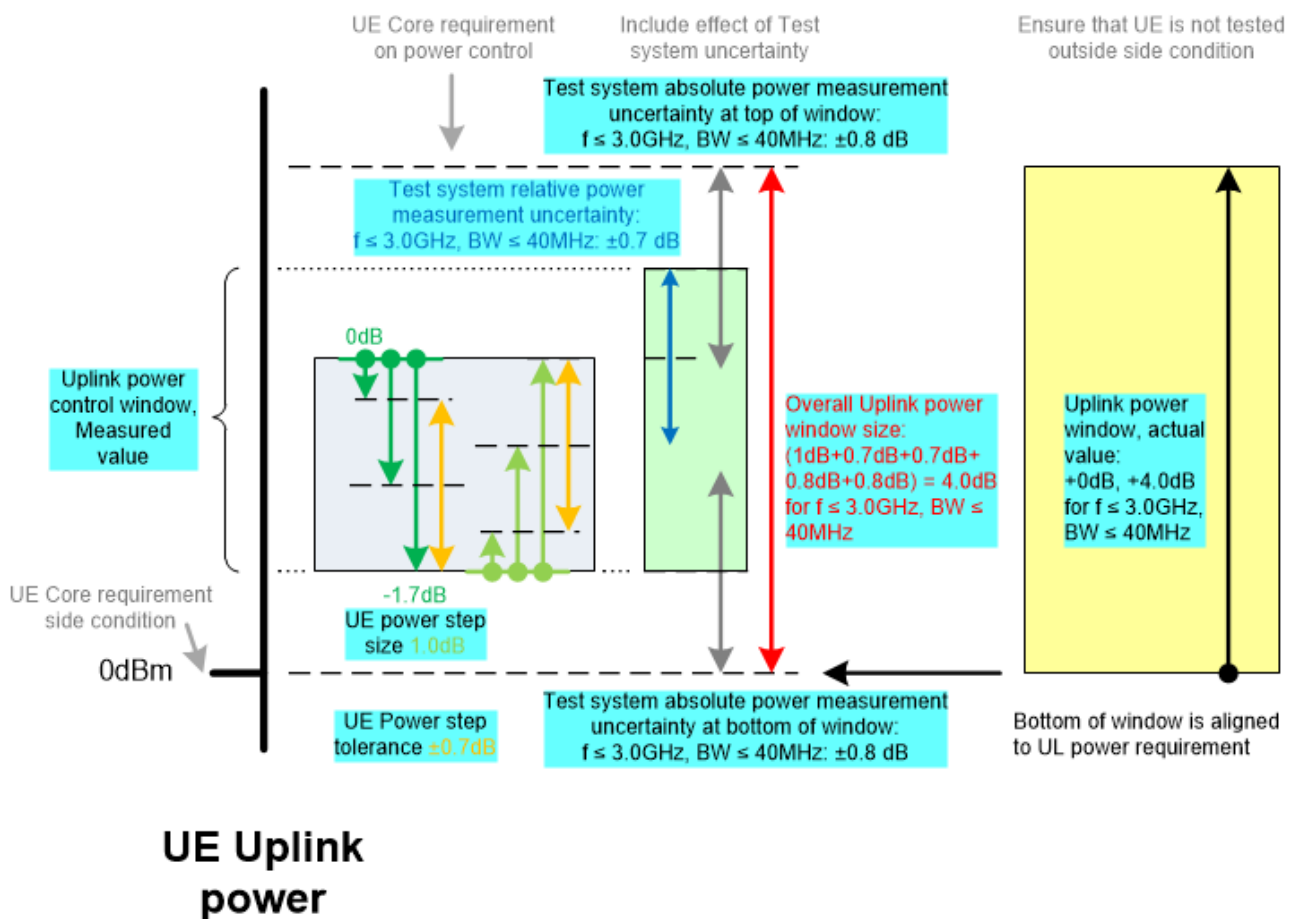 UE Core requirement
on power control
Include effect of Test
system uncertainty
Ensure that UE is not tested
outside side condition
Test system absolute power measurement
uncertainty at top of window:
f ≤ 3.0GHz, BW ≤ 40MHz: ±0.8 dB
Test system relative power
measurement uncertainty:
f ≤ 3.0GHz, BW ≤ 40MHz: ±0.7 dB
0dB
Uplink power
control window,
Measured
value
Overall Uplink power
window size:
(1dB+0.7dB+0.7dB+
0.8dB+0.8dB) = 4.0dB
for f ≤ 3.0GHz, BW ≤
40MHz
Uplink power
window, actual
value:
+0dB, +4.0dB
for f ≤ 3.0GHz,
BW ≤ 40MHz
-1.7dB
UE power step
size 1.0dB
UE Core requirement
side condition
0dBm
UE Power step
tolerance ±0.7dB
Test system absolute power measurement
uncertainty at bottom of window:
f ≤ 3.0GHz, BW ≤ 40MHz: ±0.8 dB
Bottom of window is aligned
to UL power requirement
UE Uplink
power